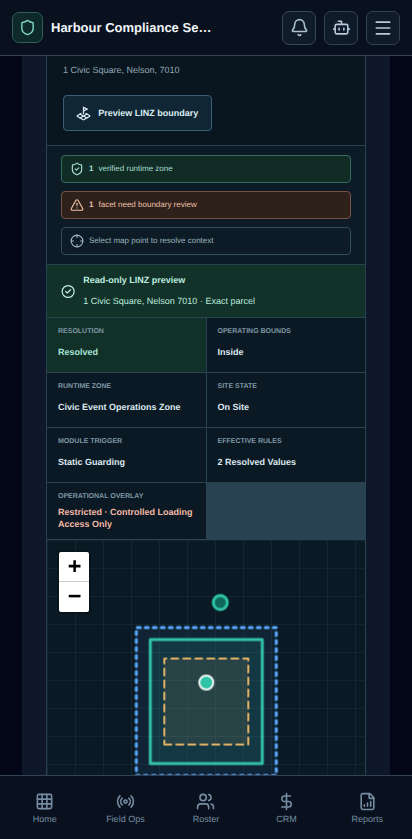 Harbour Compliance Se…
1 Civic Square, Nelson, 7010
Preview LINZ boundary
1 verified runtime zone
1 facet need boundary review
Select map point to resolve context
Read-only LINZ preview
1 Civic Square, Nelson 7010 · Exact parcel
RESOLUTION
Resolved
OPERATING BOUNDS
Inside
RUNTIME ZONE
Civic Event Operations Zone
SITE STATE
On Site
MODULE TRIGGER
Static Guarding
EFFECTIVE RULES
2 Resolved Values
OPERATIONAL OVERLAY
Restricted · Controlled Loading
Access Only
+
−
Home
Field Ops
Roster
CRM
Reports